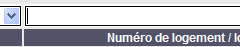 Numéro de logement /